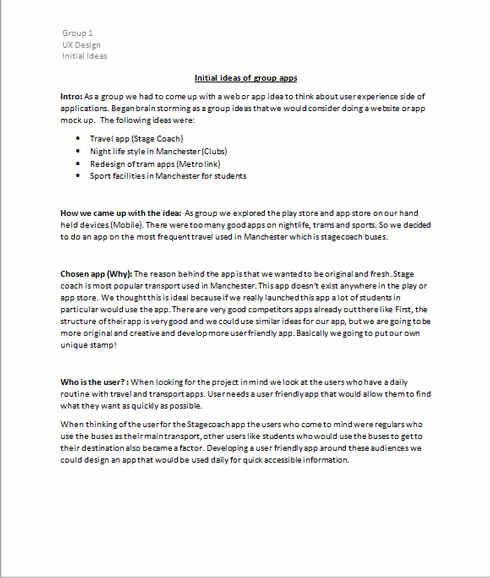 Group 1
UX Design
Initial Ideas
Initial ideas of group apps
Intro: As a group we had to come up with a web or app idea to think about user experience side of
applications. Began brain storming as a group ideas that we would consider doing a website or app
mock up. The following ideas were:
• Travel app (Stage Coach)
• Night life style in Manchester (Clubs)
• Redesign of tram apps (Metro link)
• Sport facilities in Manchester for students
How we came up with the idea: As group we explored the play store and app store on our hand
held devices (Mobile). There were too many good apps on nightlife, trams and sports. So we decided
to do an app on the most frequent travel used in Manchester which is stagecoach buses.
Chosen app (Why): The reason behind the app is that we wanted to be original and fresh. Stage
coach is most popular transport used in Manchester. This app doesn't exist anywhere in the play or
app store. We thought this is ideal because if we really launched this app a lot of students in
particular would use the app. There are very good competitors apps already out there like First, the
structure of their app is very good and we could use similar ideas for our app, but we are going to be
more original and creative and develop more user friendly app. Basically we going to put our own
unique stamp!
Who is the user? : When looking for the project in mind we look at the users who have a daily
routine with travel and transport apps. User needs a user friendly app that would allow them to find
what they want as quickly as possible.
When thinking of the user for the Stagecoach app the users who come to mind were regulars who
use the buses as their main transport, other users like students who would use the buses to get to
their destination also became a factor. Developing a user friendly app around these audiences we
could design an app that would be used daily for quick accessible information.